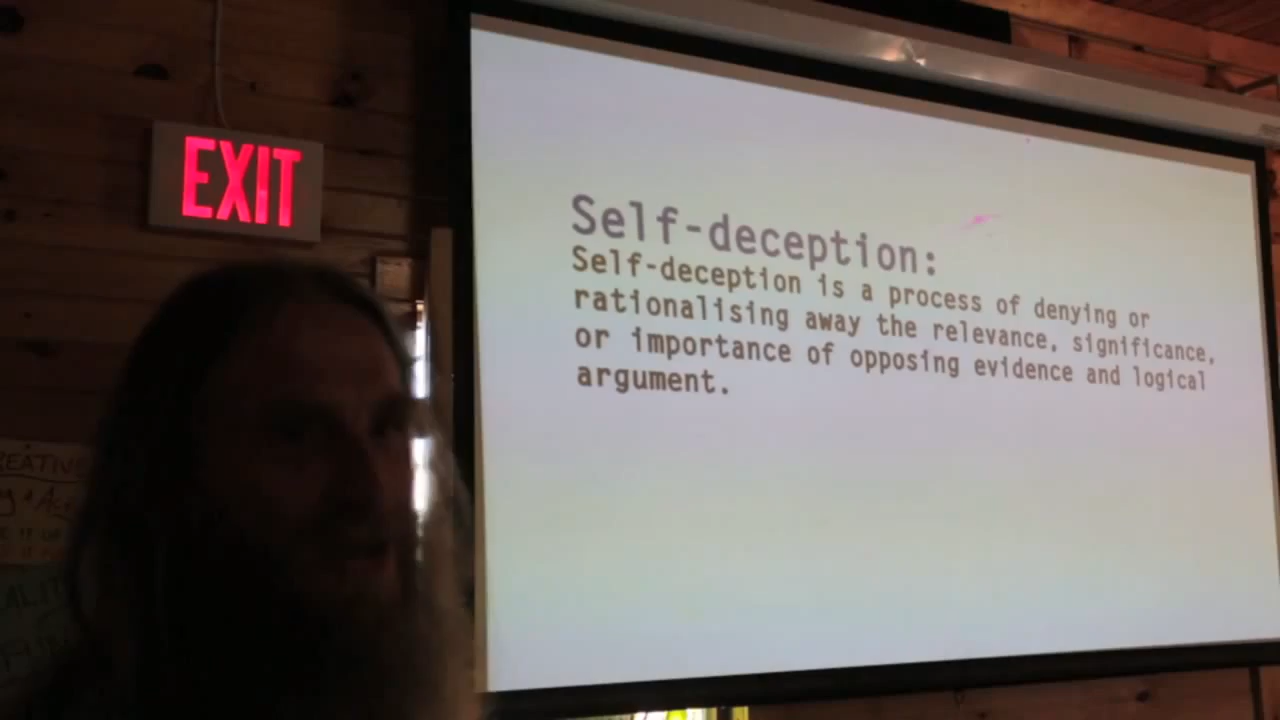 EXIT
Self-deception:
Self-deception is a process of denying or
rationalising away the relevance, significance,
or importance of opposing evidence and logical
argument.